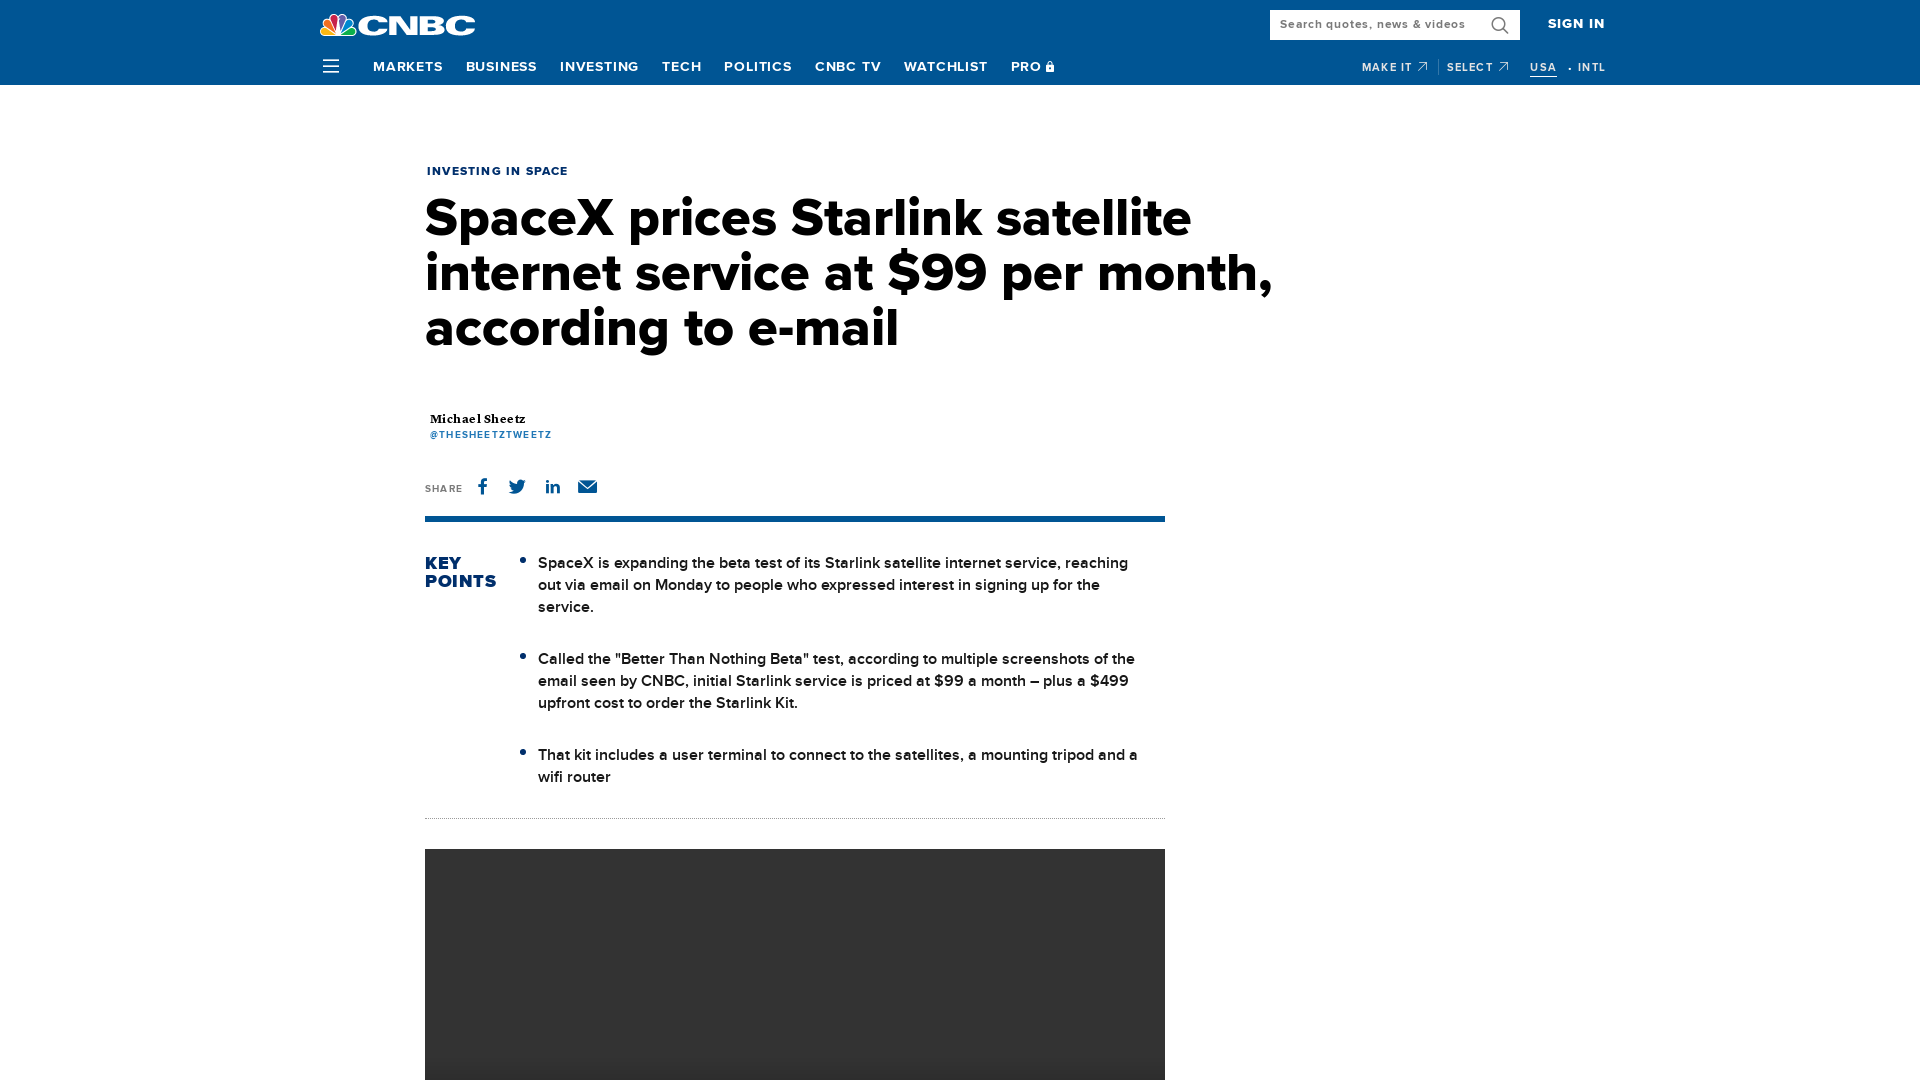 CNBC
Search quotes, news & videos
SIGN IN
MARKETS BUSINESS INVESTING TECH POLITICS CNBC TV WATCHLIST PRO
MAKE IT SELECT USA • INTL
INVESTING IN SPACE
SpaceX prices Starlink satellite
internet service at $99 per month,
according to e-mail
Michael Sheetz
@THESHEETZTWEETZ
SHARE
KEY
POINTS
• SpaceX is expanding the beta test of its Starlink satellite internet service, reaching
out via email on Monday to people who expressed interest in signing up for the
service.
• Called the "Better Than Nothing Beta" test, according to multiple screenshots of the
email seen by CNBC, initial Starlink service is priced at $99 a month – plus a $499
upfront cost to order the Starlink Kit.
• That kit includes a user terminal to connect to the satellites, a mounting tripod and a
wifi router